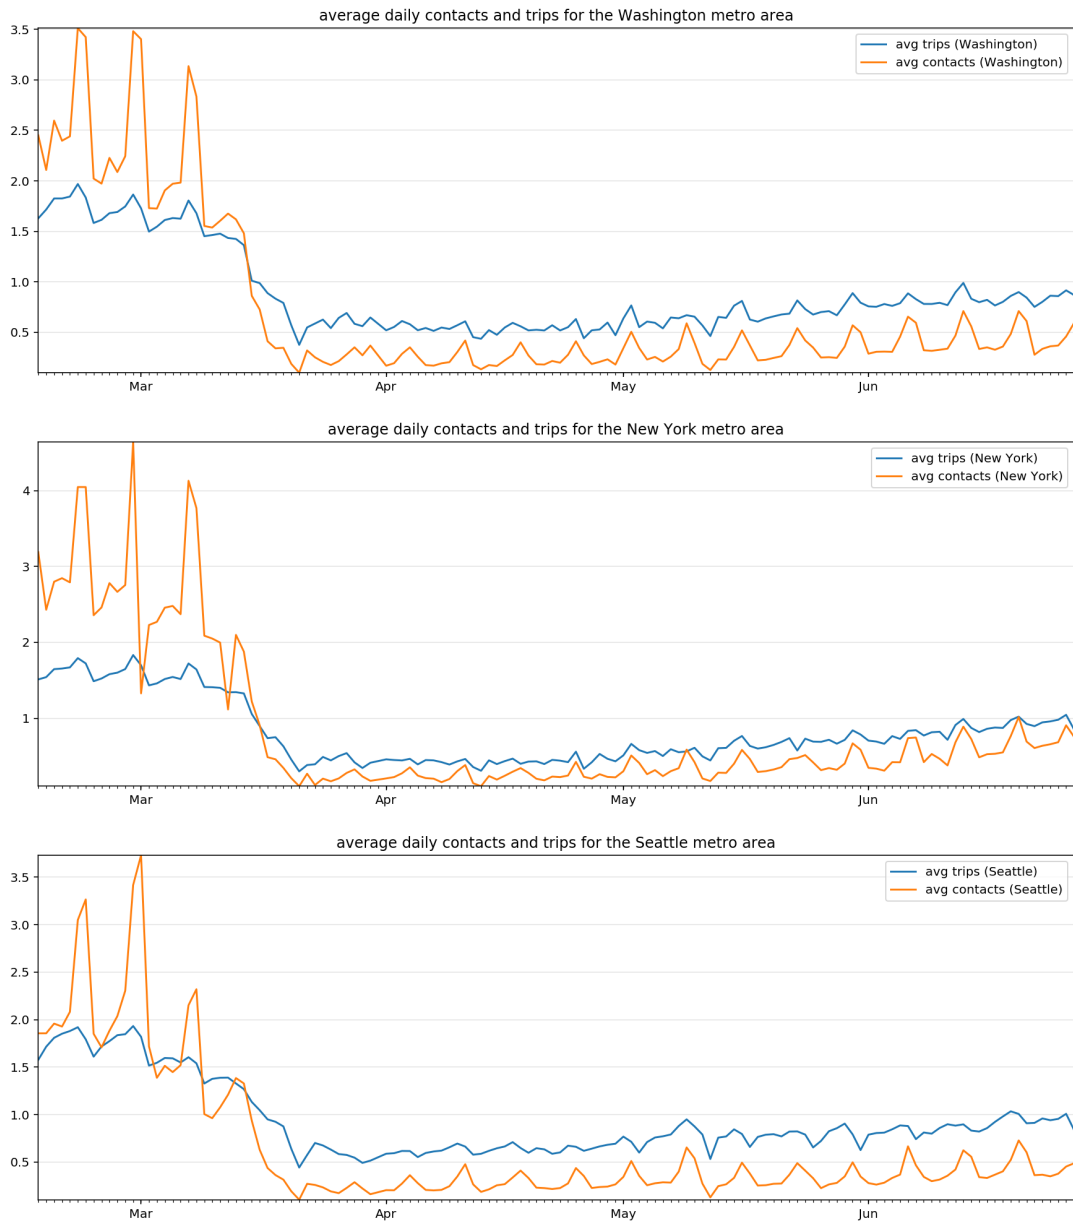 average daily contacts and trips for the Washington metro area
3.5
3.0
2.5
2.0
1.5
1.0
0.5
avg trips (Washington)
avg contacts (Washington)
Mar Apr May Jun
average daily contacts and trips for the New York metro area
4
3
2
1
avg trips (New York)
avg contacts (New York)
Mar Apr May Jun
average daily contacts and trips for the Seattle metro area
3.5
3.0
2.5
2.0
1.5
1.0
0.5
avg trips (Seattle)
avg contacts (Seattle)
Mar Apr May Jun